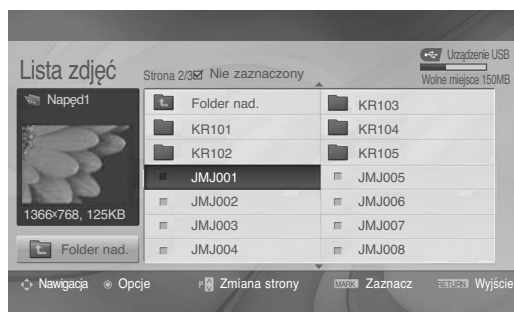 Urządzenie USB
Lista zdjęć
Strona 2/3
Nie zaznaczony
Wolne miejsce 150MB
Napęd1
1366×768, 125KB
Folder nad.
Folder nad.
KR101
KR102
JMJ001
JMJ002
JMJ003
JMJ004
KR103
KR104
KR105
JMJ005
JMJ006
JMJ007
JMJ008
Nawigacja
Opcje
P Zmiana strony
MARK Zaznacz
RETURN Wyjście